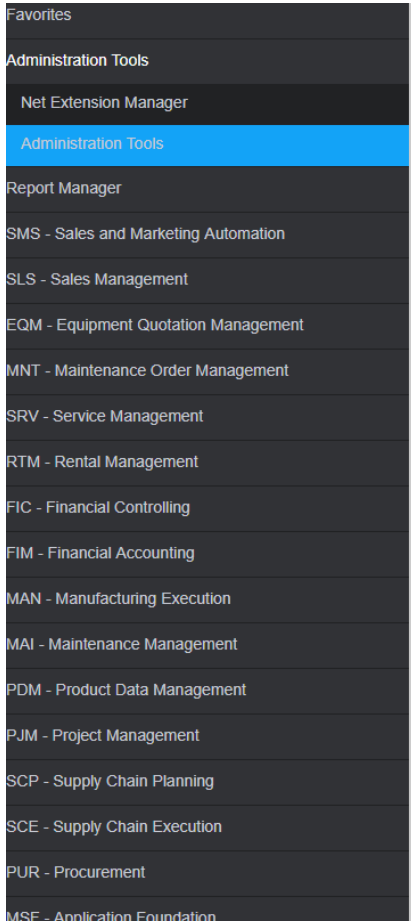 Favorites
Administration Tools
Net Extension Manager
Administration Tools
Report Manager
SMS - Sales and Marketing Automation
SLS - Sales Management
EQM - Equipment Quotation Management
MNT - Maintenance Order Management
SRV - Service Management
RTM - Rental Management
FIC - Financial Controlling
FIM - Financial Accounting
MAN - Manufacturing Execution
MAI - Maintenance Management
PDM - Product Data Management
PJM - Project Management
SCP - Supply Chain Planning
SCE - Supply Chain Execution
PUR - Procurement
MSF - Application Foundation